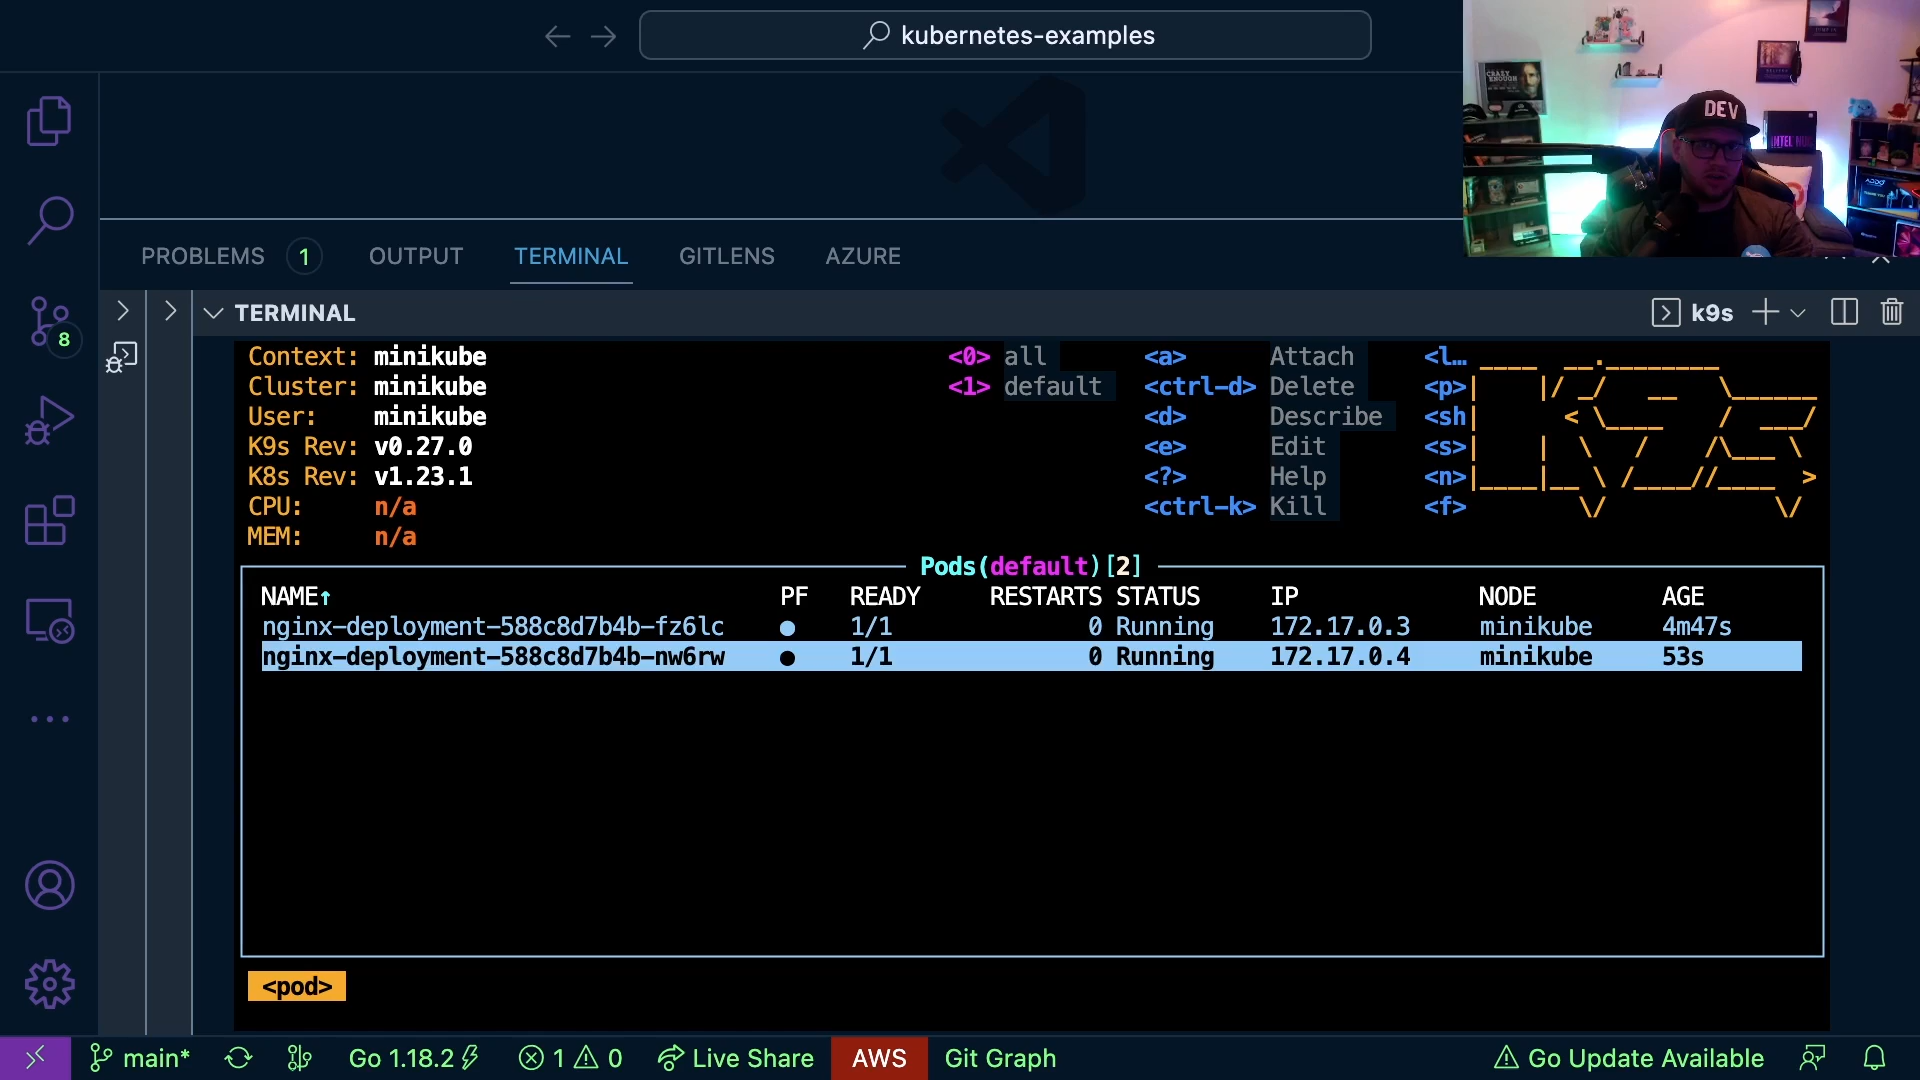 kubernetes-examples
CRAZY ENOUGH
DEV
INTEL NUC
PROBLEMS 1 OUTPUT TERMINAL GITLENS AZURE
TERMINAL
k9s
8
Context: minikube <0> all <a> Attach <l…
Cluster: minikube <1> default <ctrl-d> Delete <p>
User: minikube <d> Describe <sh
K9s Rev: v0.27.0 <e> Edit <s>
K8s Rev: v1.23.1 <?> Help <n>
CPU: n/a <ctrl-k> Kill <f>
MEM: n/a
Pods(default)[2]
NAME↑ PF READY RESTARTS STATUS IP NODE AGE
nginx-deployment-588c8d7b4b-fz6lc ● 1/1 0 Running 172.17.0.3 minikube 4m47s
nginx-deployment-588c8d7b4b-nw6rw ● 1/1 0 Running 172.17.0.4 minikube 53s
<pod>
main* Go 1.18.2 1 0 Live Share AWS Git Graph Go Update Available